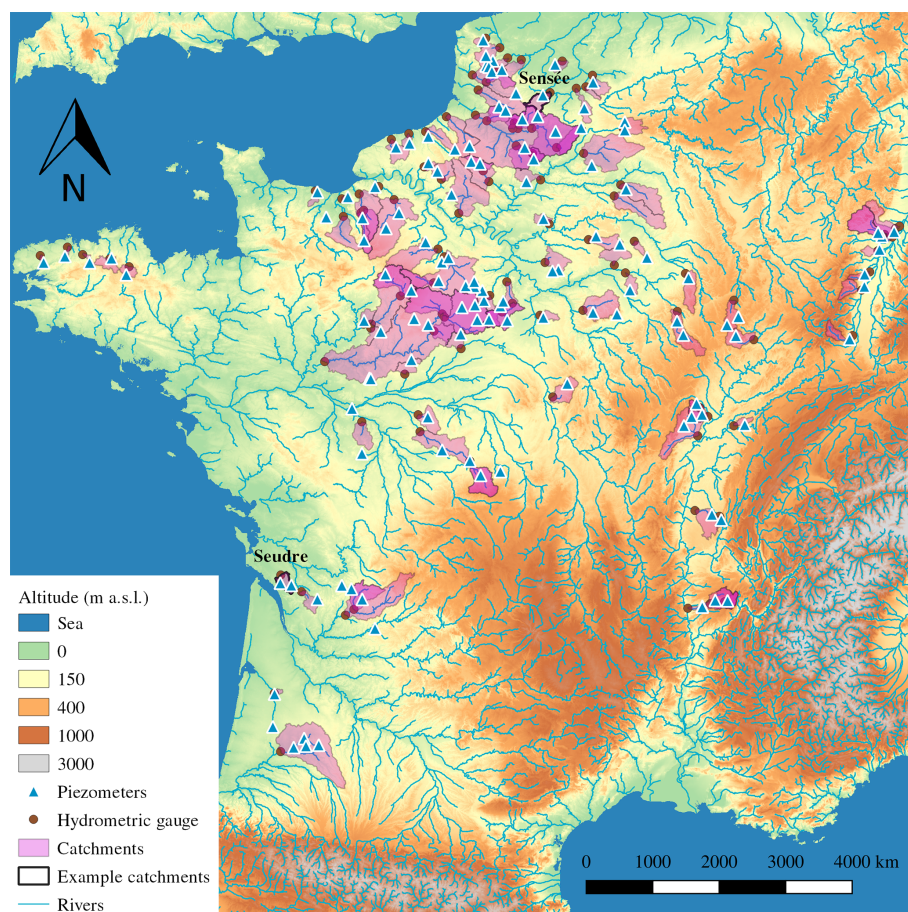 Sensée
N
Seudre
Altitude (m a.s.l.)
Sea
0
150
400
1000
3000
Piezometers
Hydrometric gauge
Catchments
Example catchments
Rivers
0 1000 2000 3000 4000 km